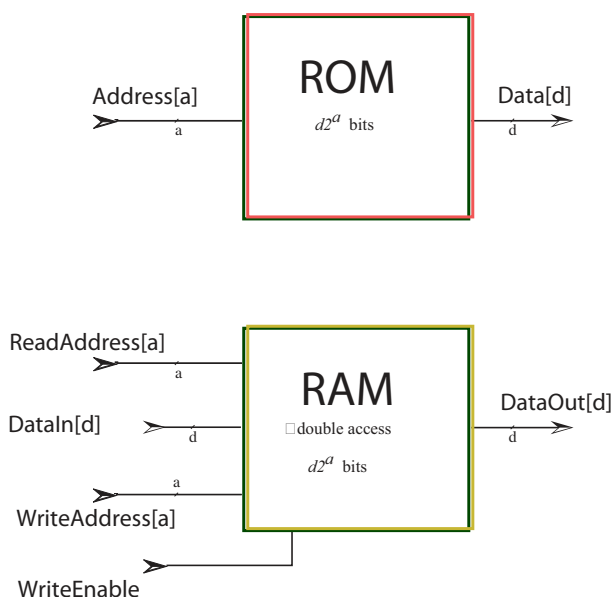 ROM
Address[a]
Data[d]
d2^a bits
a
d
ReadAddress[a]
a
RAM
DataOut[d]
DataIn[d]
□double access
d
d
d2^a bits
a
WriteAddress[a]
WriteEnable